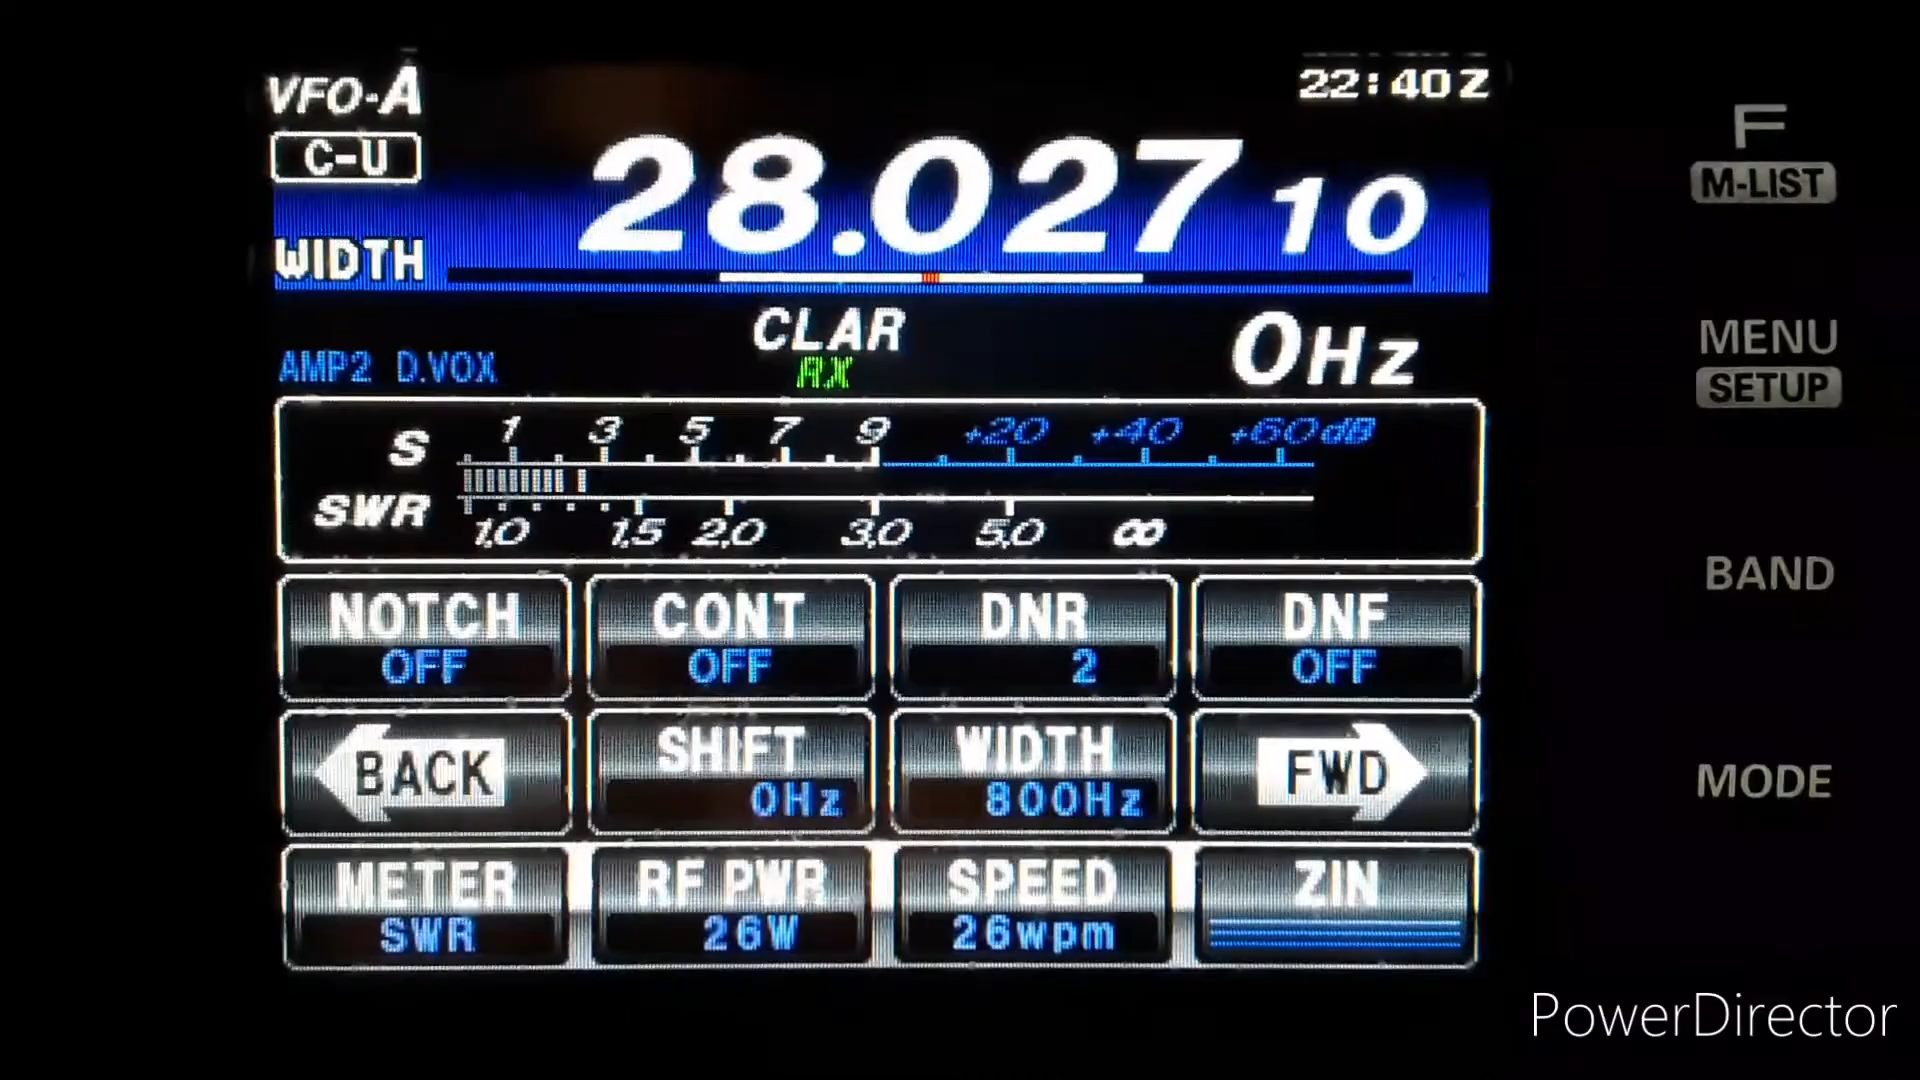 VFO-A
22:40Z
C-U
28.027 10
WIDTH
CLAR
RX
0Hz
AMP2 D.VOX
S 1 3 5 7 9 +20 +40 +60dB
SWR 1,0 1,5 2,0 3,0 5,0 ∞
NOTCH CONT DNR DNF
OFF OFF 2 OFF
BACK SHIFT WIDTH FWD
0Hz 800Hz
METER RF PWR SPEED ZIN
SWR 26W 26wpm
F
M-LIST
MENU
SETUP
BAND
MODE
PowerDirector